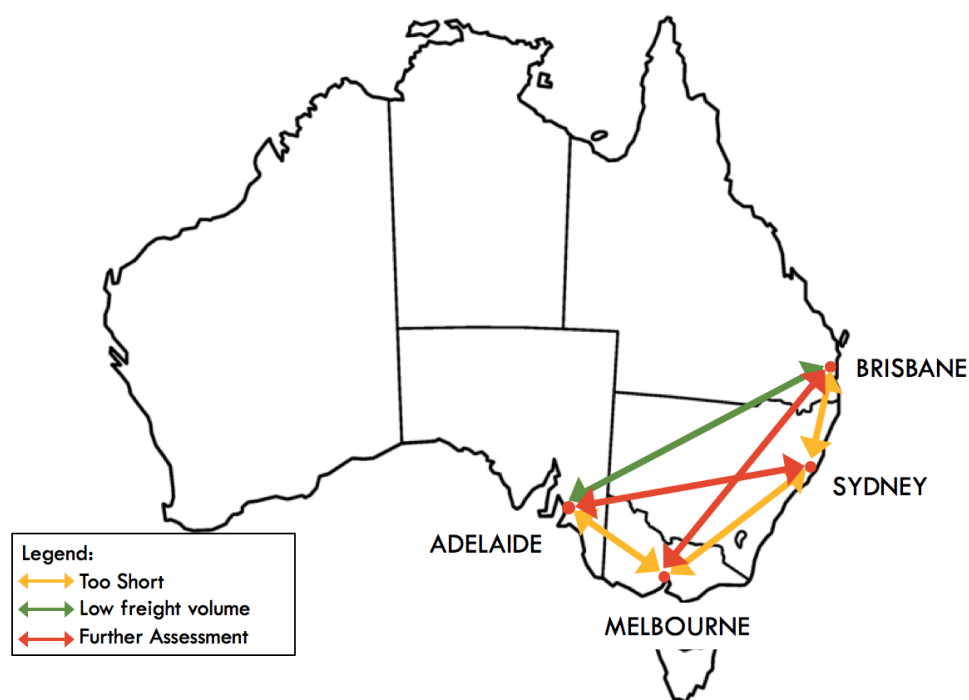 BRISBANE
SYDNEY
ADELAIDE
MELBOURNE
Legend:
Too Short
Low freight volume
Further Assessment